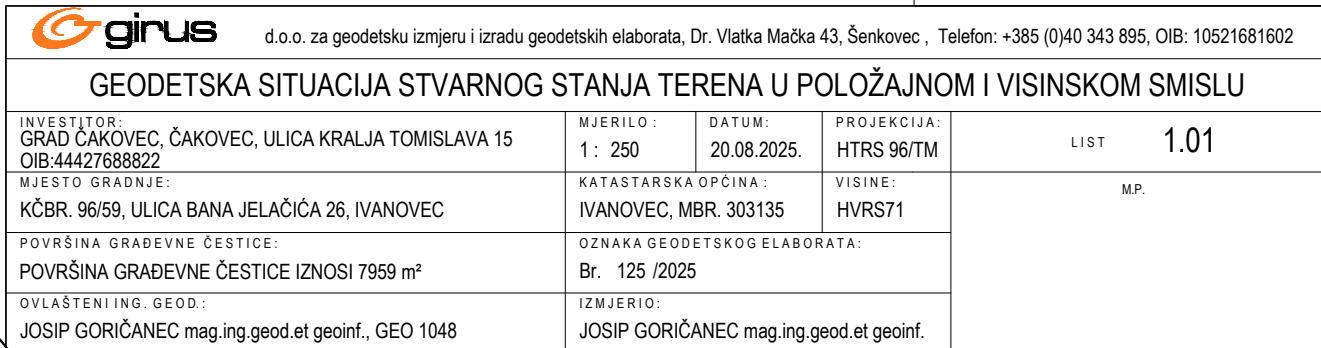 girus d.o.o. za geodetsku izmjeru i izradu geodetskih elaborata, Dr. Vlatka Mačka 43, Šenkovec , Telefon: +385 (0)40 343 895, OIB: 10521681602
GEODETSKA SITUACIJA STVARNOG STANJA TERENA U POLOŽAJNOM I VISINSKOM SMISLU
INVESTITOR:
GRAD ČAKOVEC, ČAKOVEC, ULICA KRALJA TOMISLAVA 15
OIB:44427688822
MJERILO:
1 : 250
DATUM:
20.08.2025.
PROJEKCIJA:
HTRS 96/TM
LIST 1.01
MJESTO GRADNJE:
KČBR. 96/59, ULICA BANA JELAČIĆA 26, IVANOVEC
KATASTARSKA OPĆINA:
IVANOVEC, MBR. 303135
VISINE:
HVRS71
M.P.
POVRŠINA GRAĐEVNE ČESTICE:
POVRŠINA GRAĐEVNE ČESTICE IZNOSI 7959 m²
OZNAKA GEODETSKOG ELABORATA:
Br. 125 /2025
OVLAŠTENI ING. GEOD.:
JOSIP GORIČANEC mag.ing.geod.et geoinf., GEO 1048
IZMJERIO:
JOSIP GORIČANEC mag.ing.geod.et geoinf.